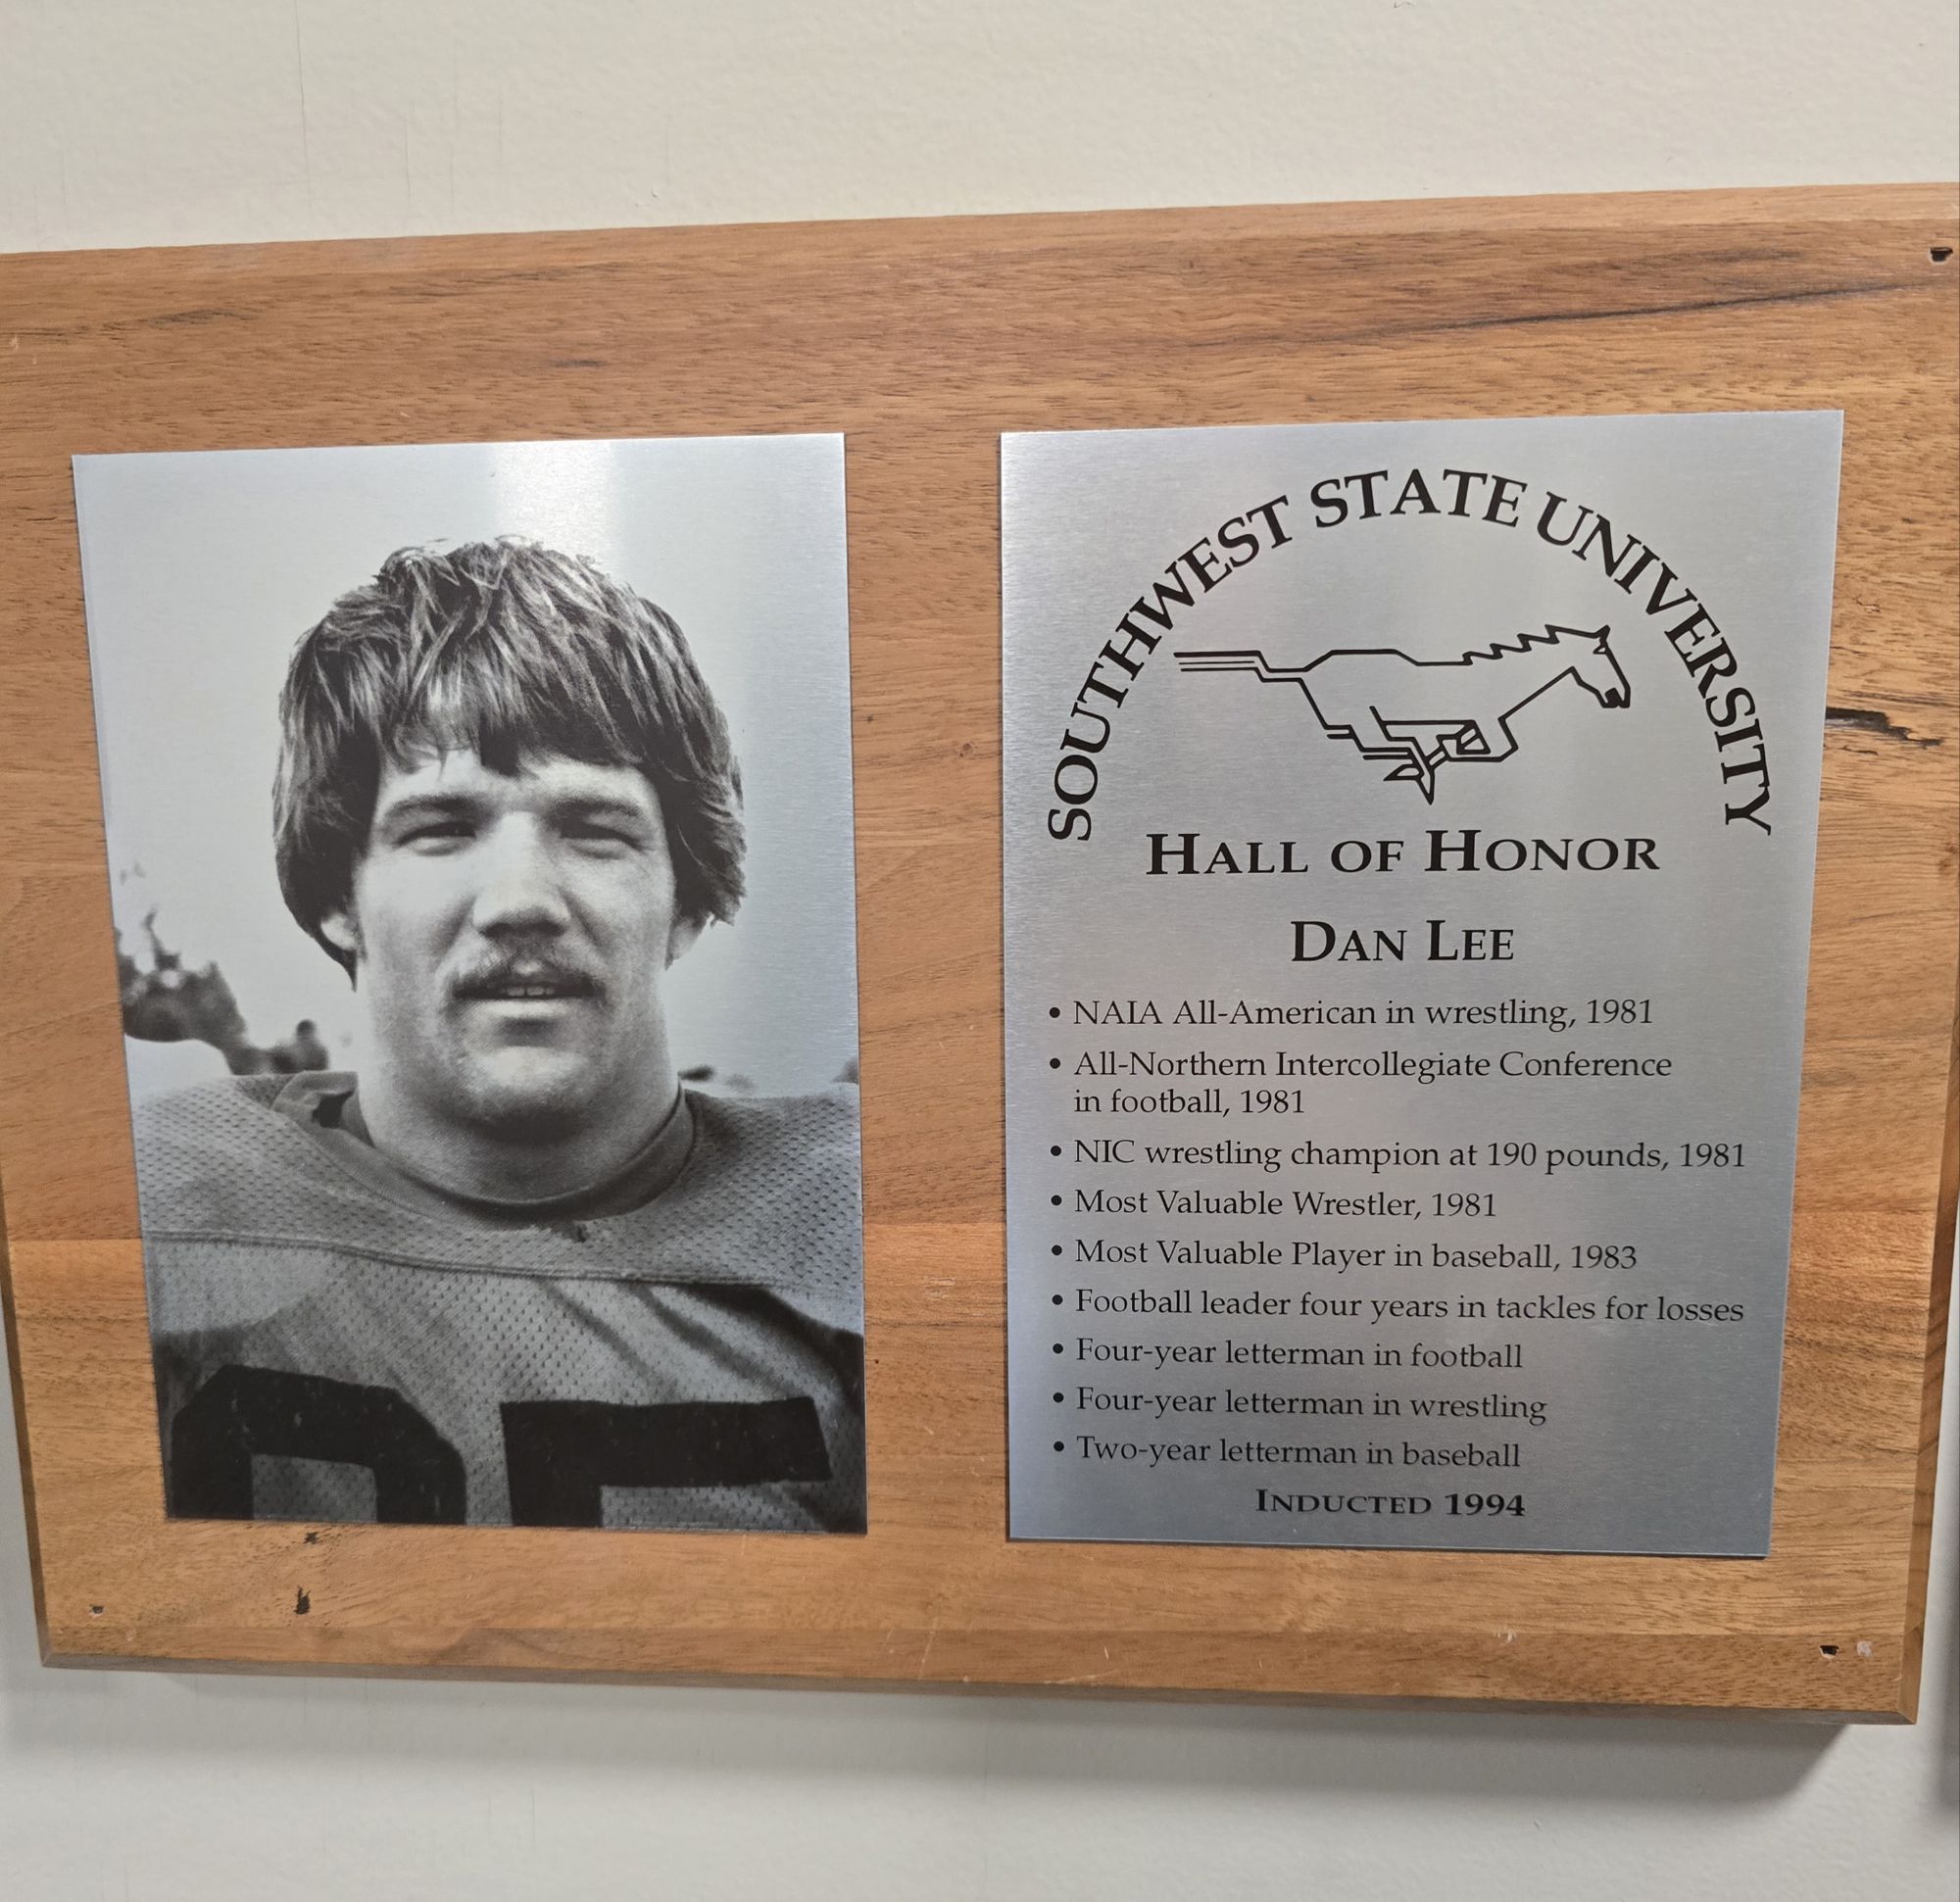 SOUTHWEST STATE UNIVERSITY
HALL OF HONOR
DAN LEE
• NAIA All-American in wrestling, 1981
• All-Northern Intercollegiate Conference
in football, 1981
• NIC wrestling champion at 190 pounds, 1981
• Most Valuable Wrestler, 1981
• Most Valuable Player in baseball, 1983
• Football leader four years in tackles for losses
• Four-year letterman in football
• Four-year letterman in wrestling
• Two-year letterman in baseball
INDUCTED 1994